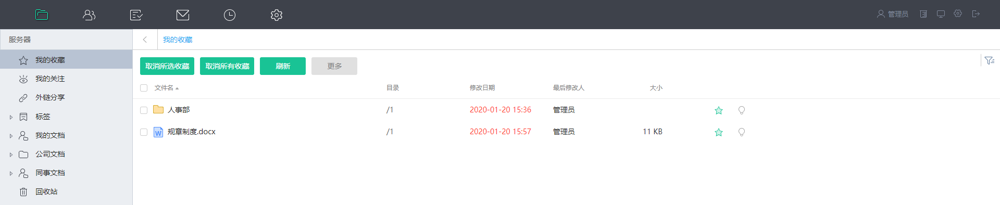 管理员
服务器
我的收藏
我的收藏
我的关注
外链分享
标签
我的文档
公司文档
同事文档
回收站
取消所选收藏 取消所有收藏 刷新 更多
文件名 目录 修改日期 最后修改人 大小
人事部 /1 2020-01-20 15:36 管理员
W 规章制度.docx /1 2020-01-20 15:57 管理员 11 KB